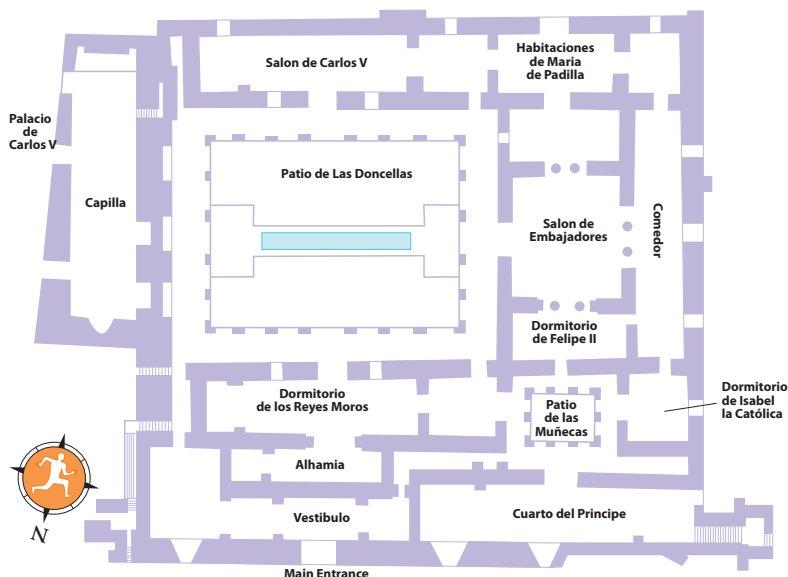 Salon de Carlos V
Habitaciones
de Maria
de Padilla
Palacio
de
Carlos V
Capilla
Patio de Las Doncellas
Salon de
Embajadores
Comedor
Dormitorio
de Felipe II
Dormitorio
de los Reyes Moros
Patio
de las
Muñecas
Dormitorio
de Isabel
la Católica
Alhamia
Vestibulo
Cuarto del Principe
N
Main Entrance